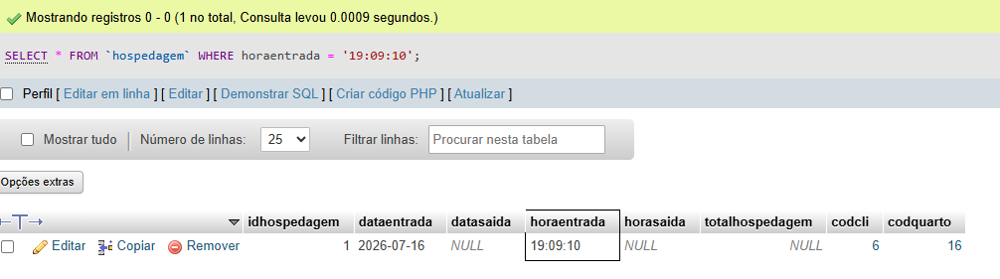 Mostrando registros 0 - 0 (1 no total, Consulta levou 0.0009 segundos.)
SELECT * FROM `hospedagem` WHERE horaentrada = '19:09:10';
Perfil [ Editar em linha ] [ Editar ] [ Demonstrar SQL ] [ Criar código PHP ] [ Atualizar ]
Mostrar tudo Número de linhas: 25 Filtrar linhas: Procurar nesta tabela
Opções extras
idhospedagem dataentrada datasaida horaentrada horasaida totalhospedagem codcli codquarto
Editar Copiar Remover 1 2026-07-16 NULL 19:09:10 NULL NULL 6 16